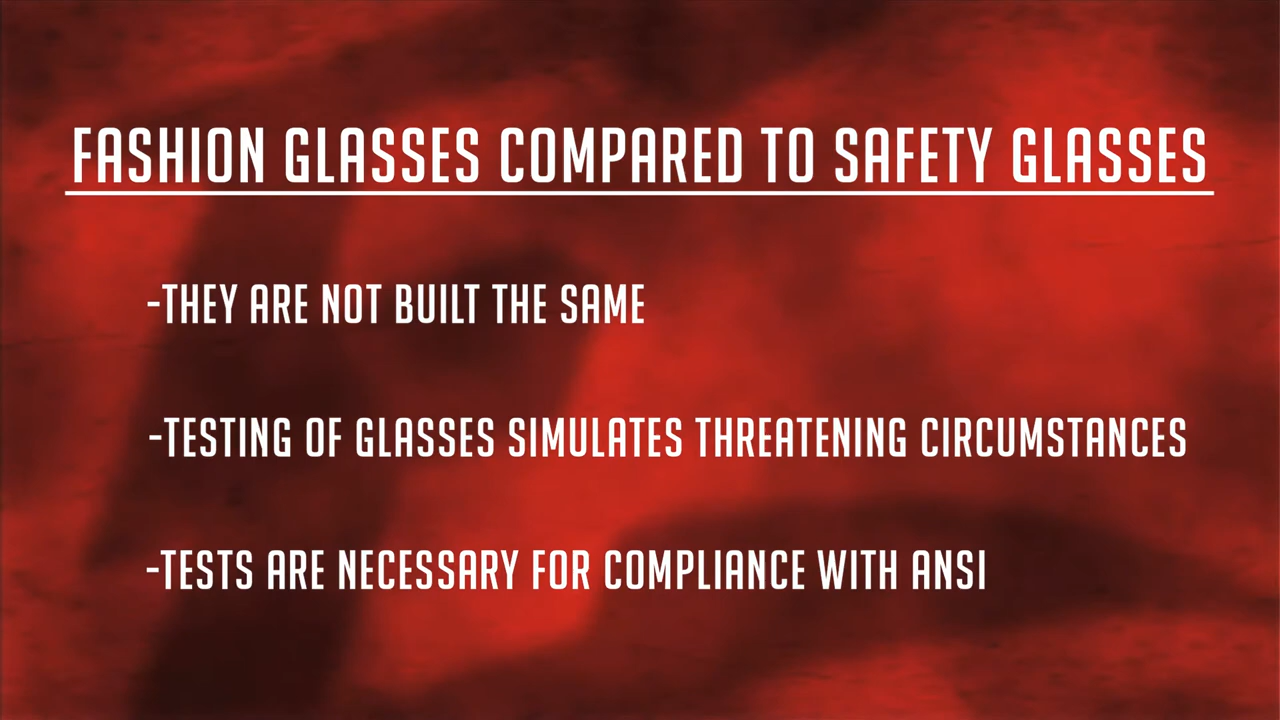 FASHION GLASSES COMPARED TO SAFETY GLASSES
-THEY ARE NOT BUILT THE SAME
-TESTING OF GLASSES SIMULATES THREATENING CIRCUMSTANCES
-TESTS ARE NECESSARY FOR COMPLIANCE WITH ANSI